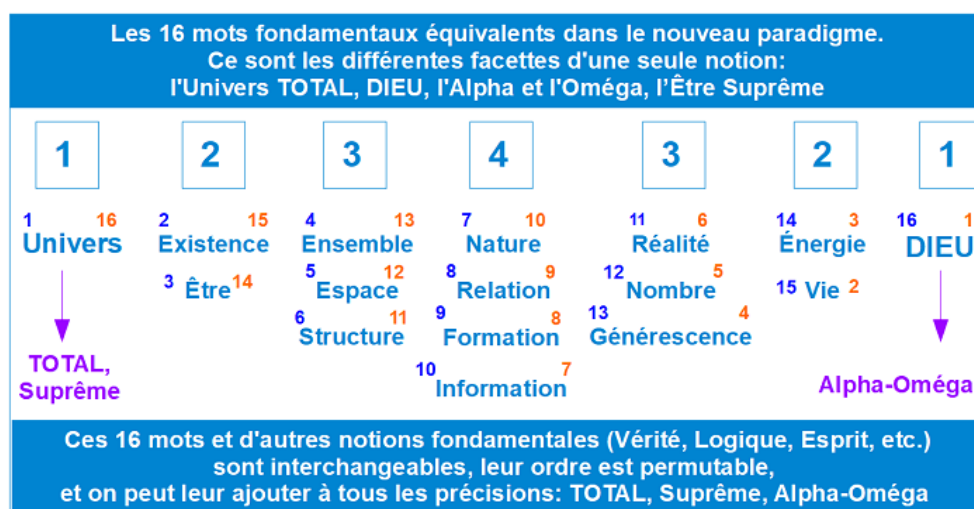 Les 16 mots fondamentaux équivalents dans le nouveau paradigme.
Ce sont les différentes facettes d'une seule notion:
l'Univers TOTAL, DIEU, l'Alpha et l'Oméga, l’Être Suprême
1 2 3 4 3 2 1
1 16 2 15 4 13 7 10 11 6 14 3 16 1
Univers Existence Ensemble Nature Réalité Énergie DIEU
3 Être 14 5 Espace 12 8 Relation 9 12 Nombre 5 15 Vie 2
6 Structure 11 9 Formation 8 13 Générescence 4
10 Information 7
TOTAL,
Suprême
Alpha-Oméga
Ces 16 mots et d'autres notions fondamentales (Vérité, Logique, Esprit, etc.)
sont interchangeables, leur ordre est permutable,
et on peut leur ajouter à tous les précisions: TOTAL, Suprême, Alpha-Oméga